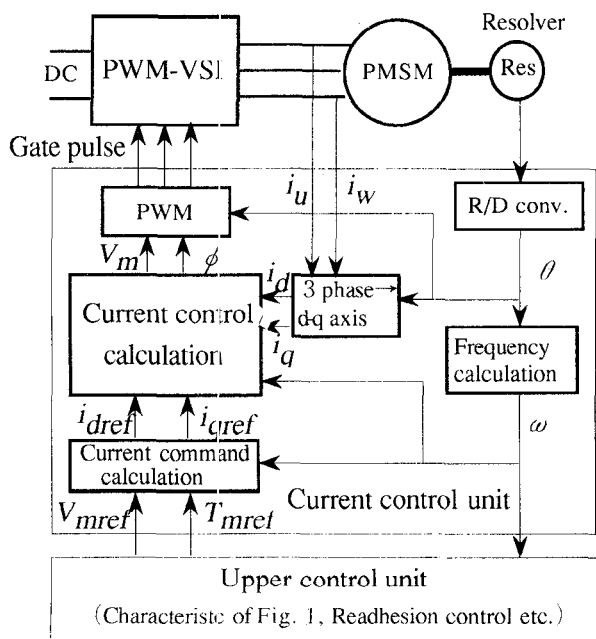 Resolver
DC
PWM-VSI
PMSM
Res
Gate pulse
PWM
i_u
i_w
R/D conv.
V_m
ϕ
i_d
3 phase→
d-q axis
θ
Current control
calculation
i_q
Frequency
calculation
i_dref
i_qref
ω
Current command
calculation
V_mref
T_mref
Current control unit
Upper control unit
(Characteristc of Fig. 1, Readhesion control etc.)